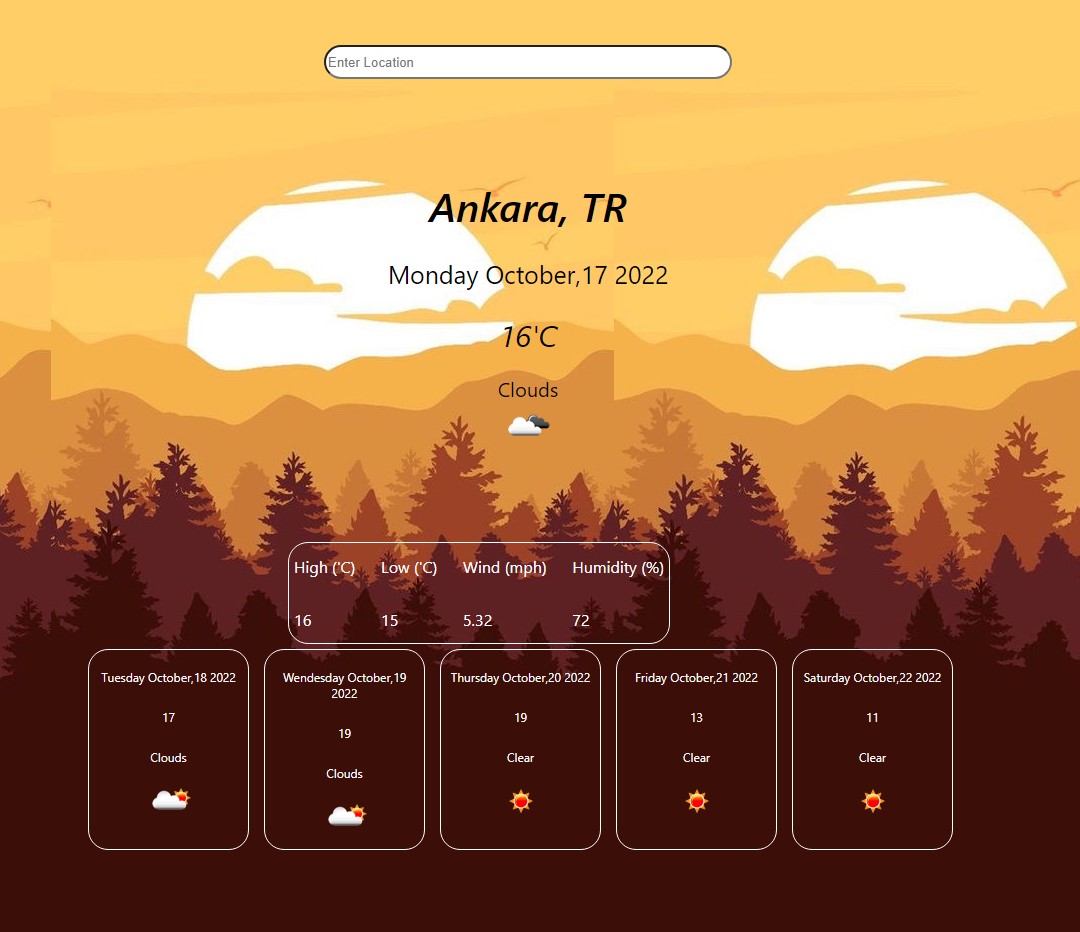 Enter Location
Ankara, TR
Monday October,17 2022
16'C
Clouds
High ('C) Low ('C) Wind (mph) Humidity (%)
16 15 5.32 72
Tuesday October,18 2022
17
Clouds
Wendesday October,19
2022
19
Clouds
Thursday October,20 2022
19
Clear
Friday October,21 2022
13
Clear
Saturday October,22 2022
11
Clear